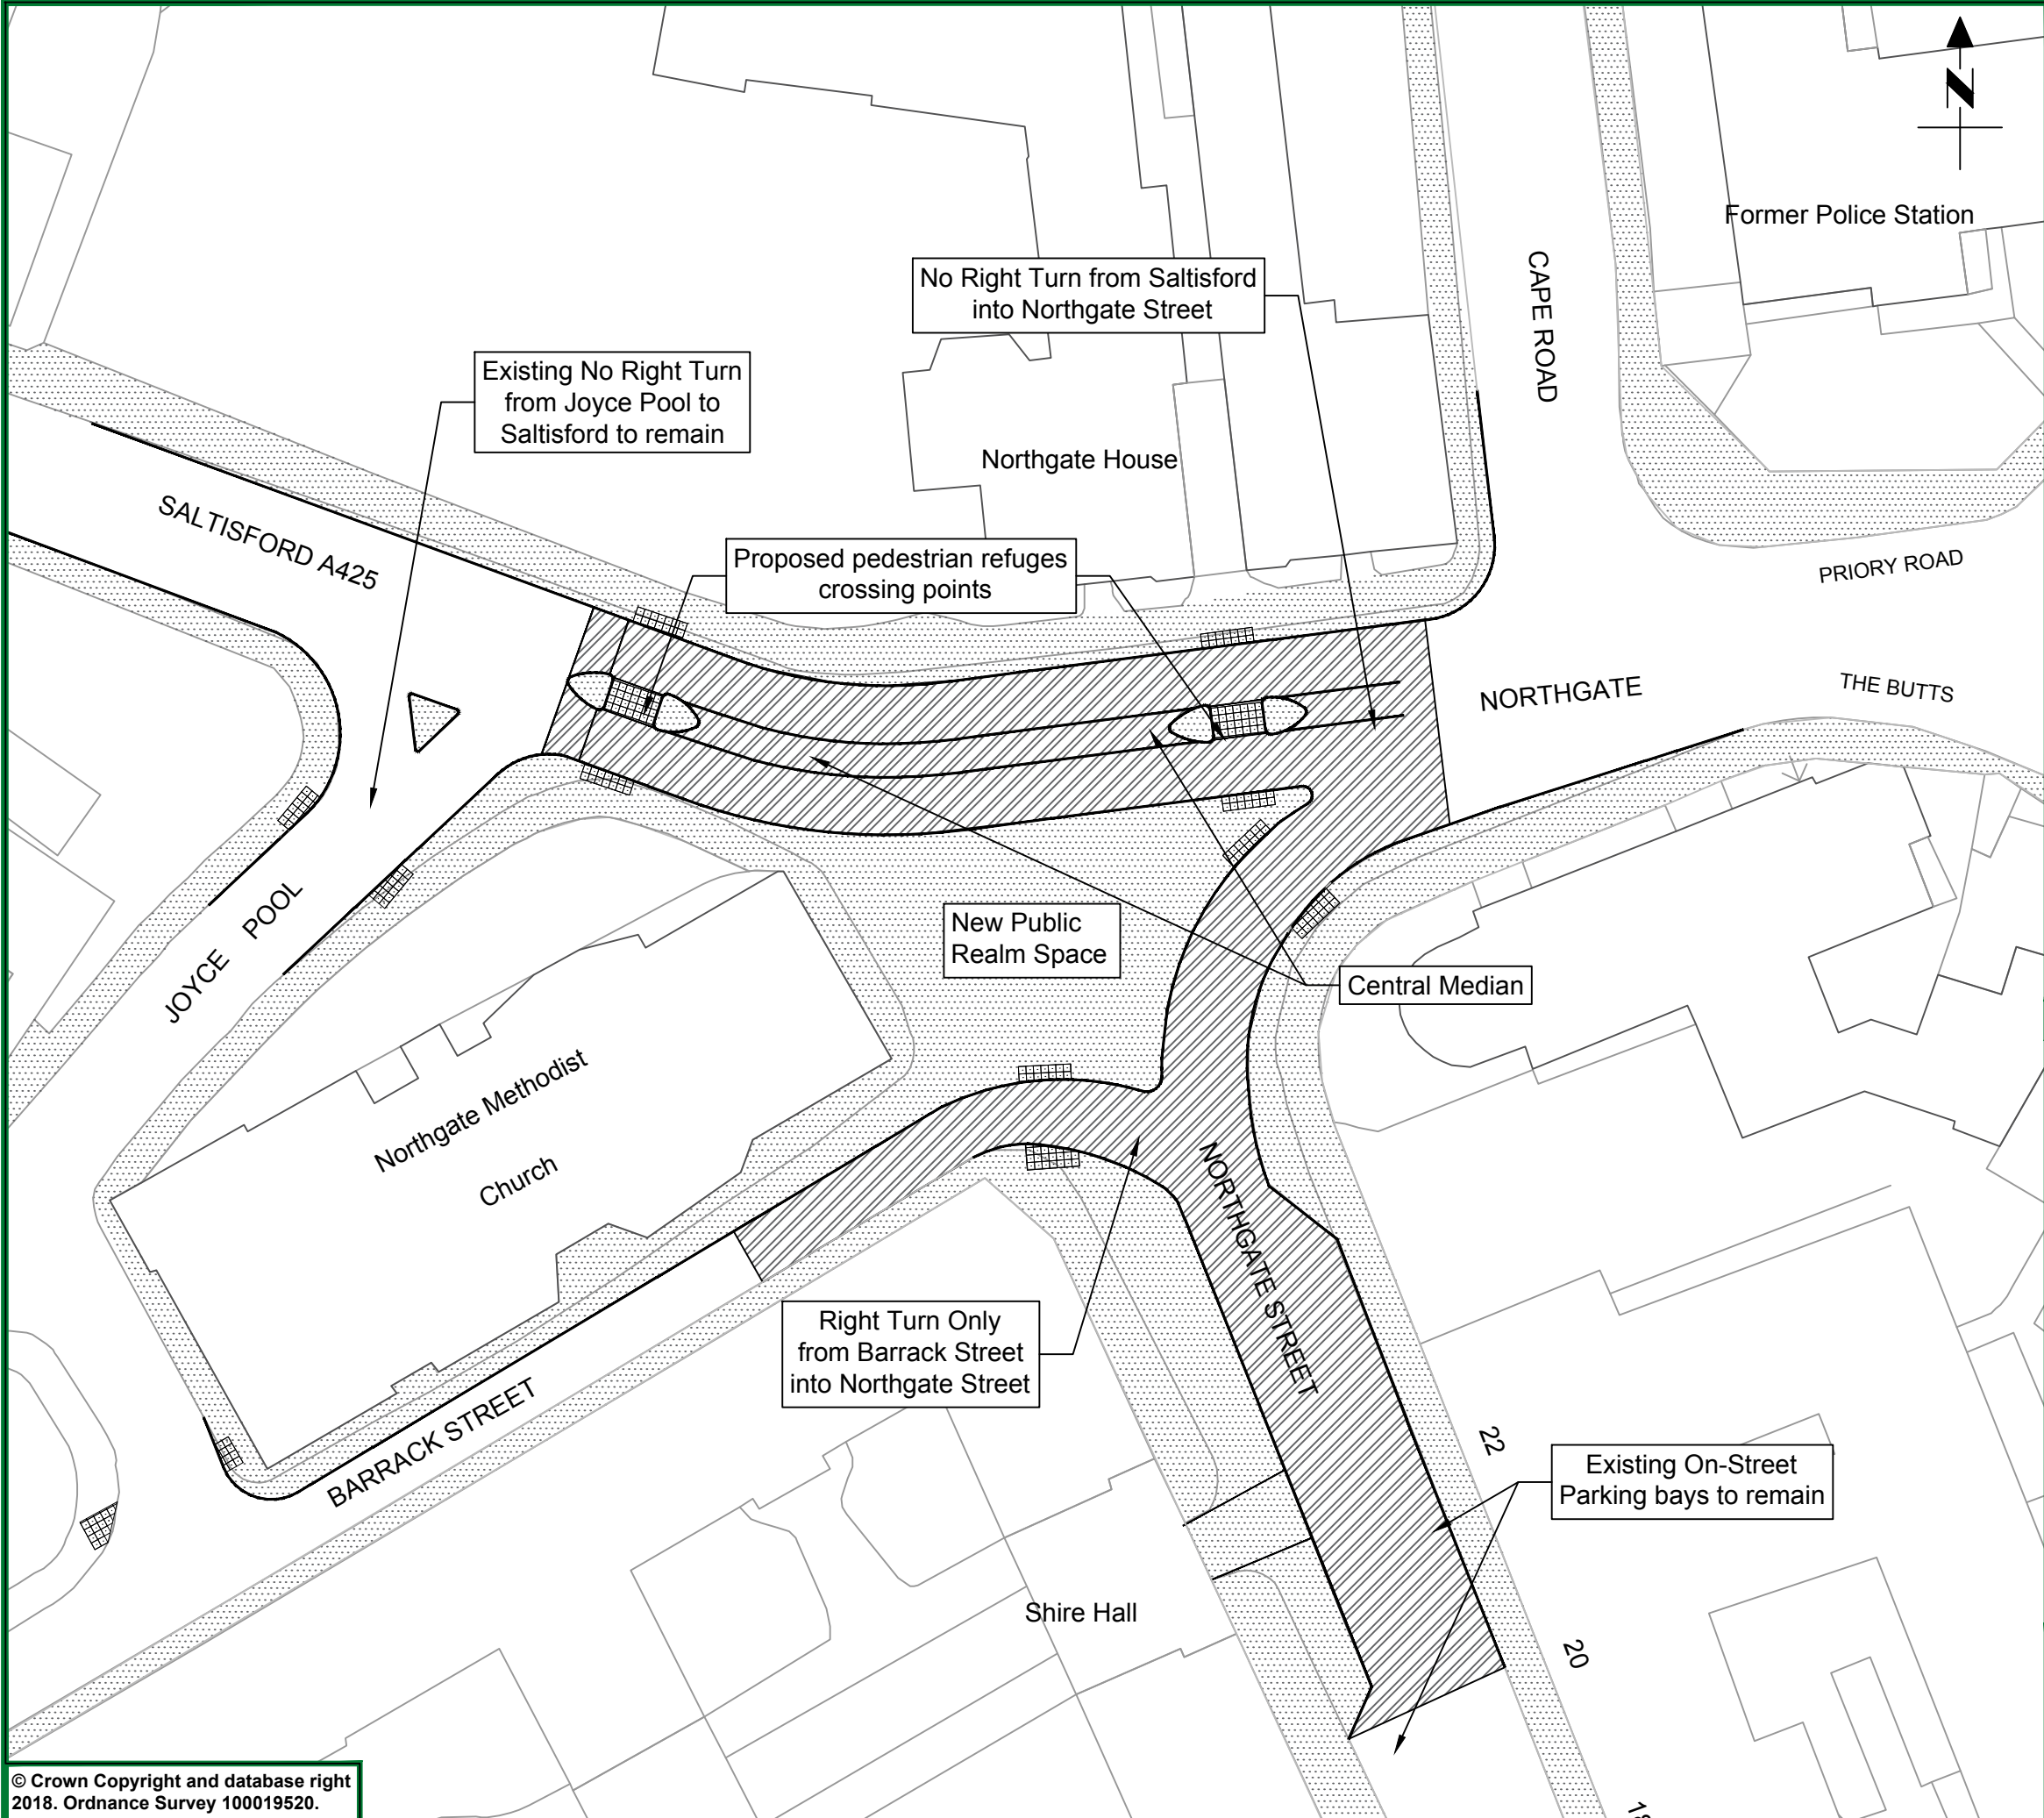 N
Former Police Station
CAPE ROAD
No Right Turn from Saltisford
into Northgate Street
Existing No Right Turn
from Joyce Pool to
Saltisford to remain
Northgate House
SALTISFORD A425
Proposed pedestrian refuges
crossing points
PRIORY ROAD
NORTHGATE
THE BUTTS
JOYCE POOL
New Public
Realm Space
Central Median
Northgate Methodist
Church
NORTHGATE STREET
Right Turn Only
from Barrack Street
into Northgate Street
BARRACK STREET
22
Existing On-Street
Parking bays to remain
Shire Hall
20
© Crown Copyright and database right
2018. Ordnance Survey 100019520.